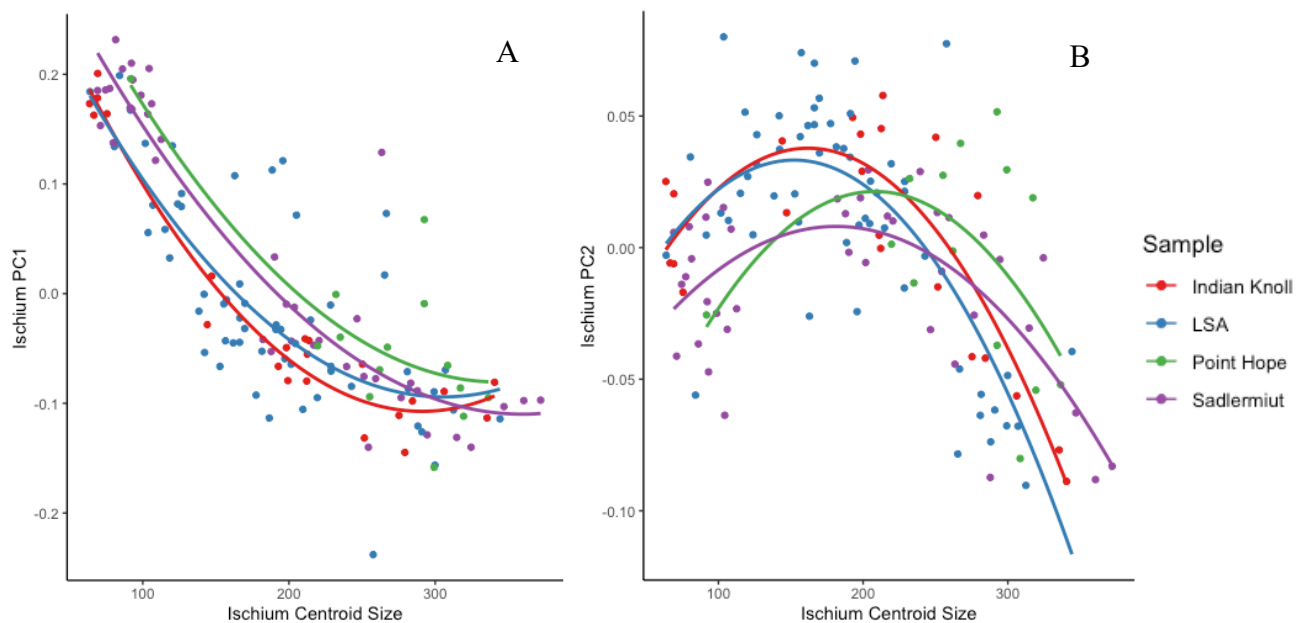 A
0.2
0.1
0.0
-0.1
-0.2
Ischium PC1
100
200
300
Ischium Centroid Size
B
0.05
0.00
-0.05
-0.10
Ischium PC2
100
200
300
Ischium Centroid Size
Sample
Indian Knoll
LSA
Point Hope
Sadlermiut